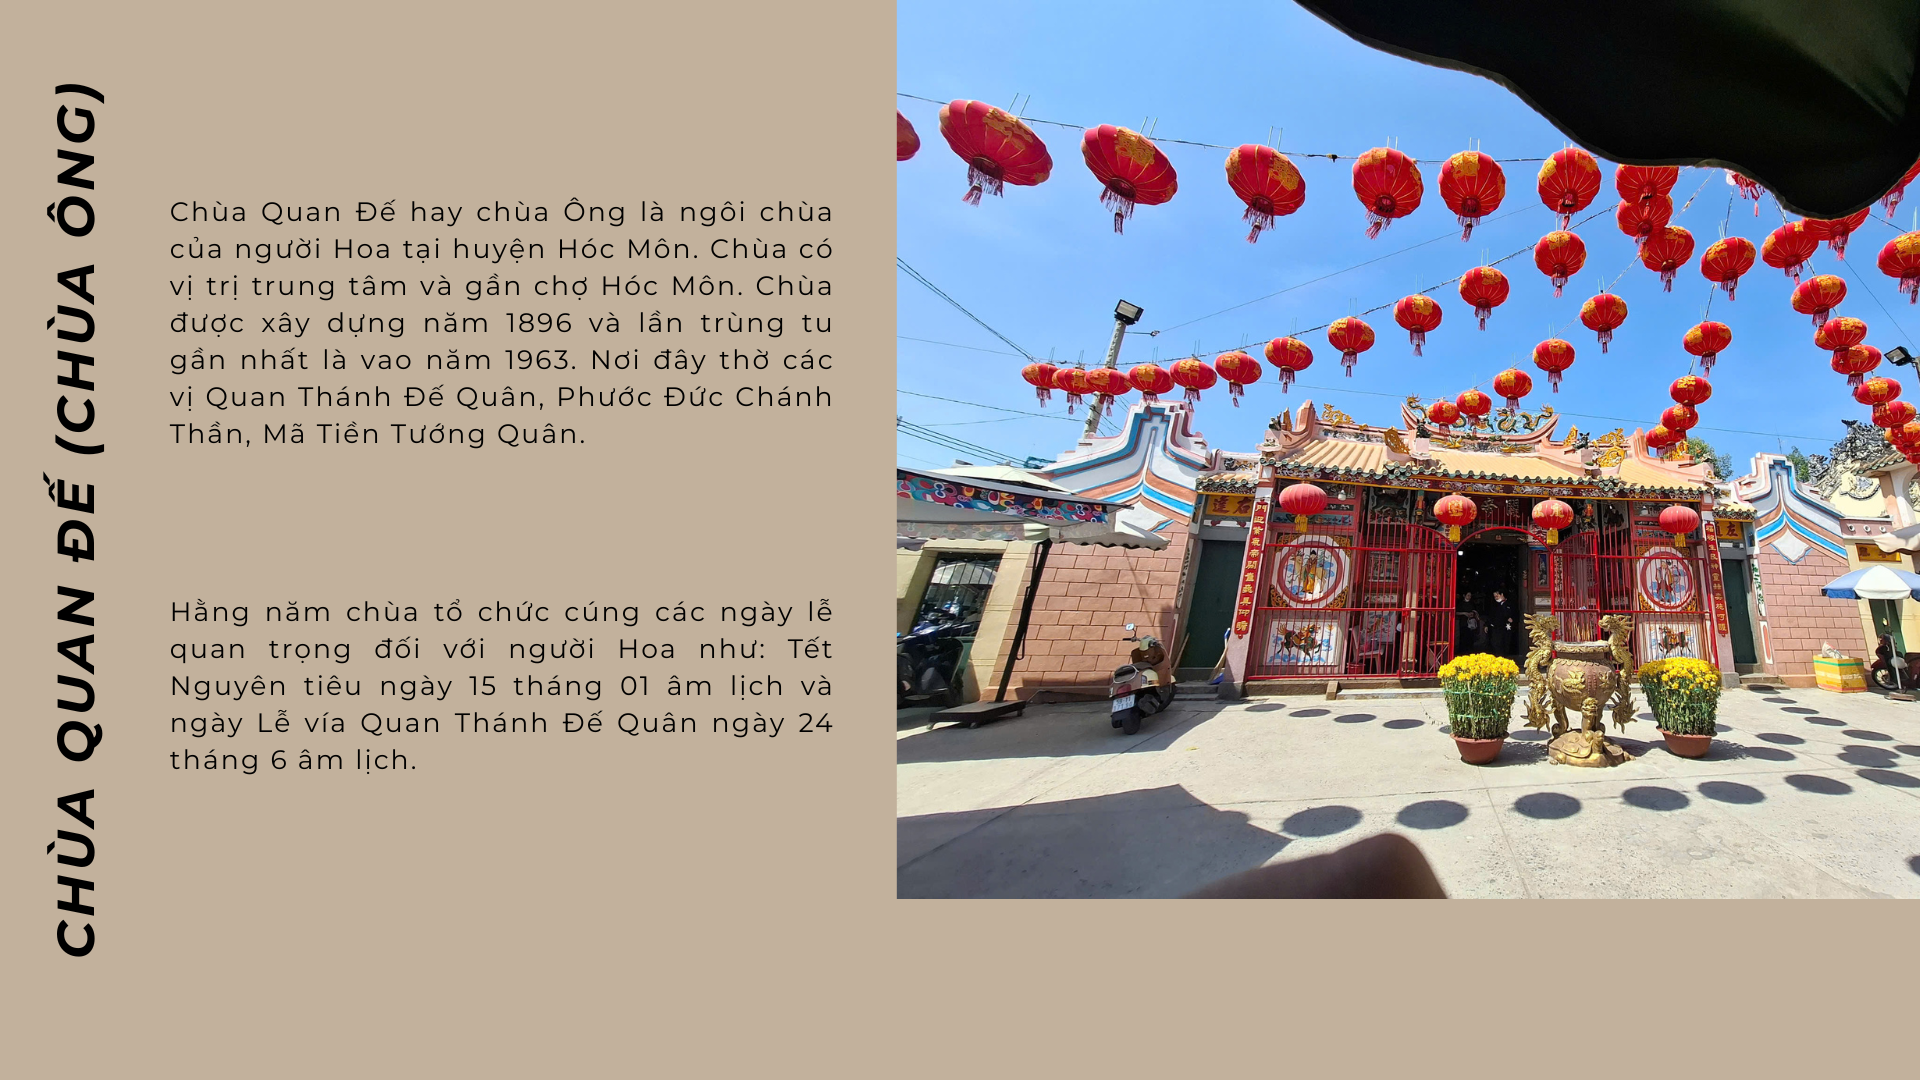 CHÙA QUAN ĐẾ (CHÙA ÔNG)
Chùa Quan Đế hay chùa Ông là ngôi chùa
của người Hoa tại huyện Hóc Môn. Chùa có
vị trị trung tâm và gần chợ Hóc Môn. Chùa
được xây dựng năm 1896 và lần trùng tu
gần nhất là vao năm 1963. Nơi đây thờ các
vị Quan Thánh Đế Quân, Phước Đức Chánh
Thần, Mã Tiền Tướng Quân.
Hằng năm chùa tổ chức cúng các ngày lễ
quan trọng đối với người Hoa như: Tết
Nguyên tiêu ngày 15 tháng 01 âm lịch và
ngày Lễ vía Quan Thánh Đế Quân ngày 24
tháng 6 âm lịch.